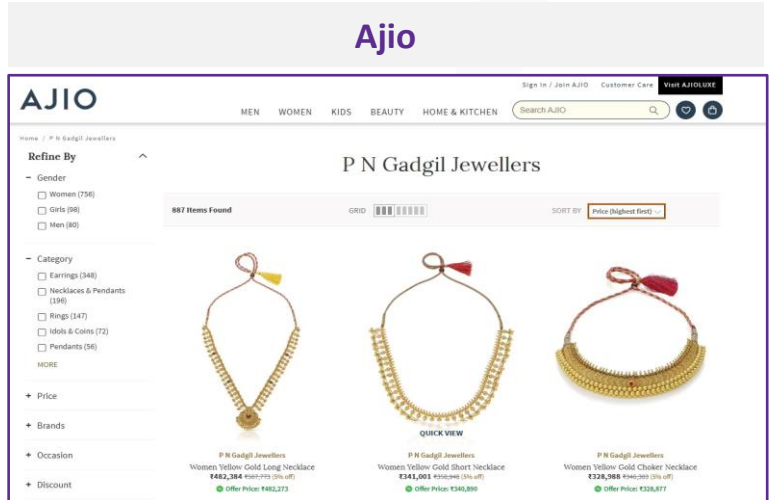 Ajio
Sign In / Join AJIO Customer Care Visit AJIOLUXE
AJIO
MEN WOMEN KIDS BEAUTY HOME & KITCHEN Search AJIO
Home / P N Gadgil Jewellers
Refine By
P N Gadgil Jewellers
− Gender
Women (756)
Girls (98)
Men (80)
887 Items Found GRID SORT BY Price (highest first)
− Category
Earrings (348)
Necklaces & Pendants
(196)
Rings (147)
Idols & Coins (72)
Pendants (56)
MORE
+ Price
+ Brands
+ Occasion
+ Discount
QUICK VIEW
P N Gadgil Jewellers
Women Yellow Gold Long Necklace
₹482,384 (5% off)
Offer Price: ₹482,273
P N Gadgil Jewellers
Women Yellow Gold Short Necklace
₹341,001 (5% off)
Offer Price: ₹340,890
P N Gadgil Jewellers
Women Yellow Gold Choker Necklace
₹328,988 (5% off)
Offer Price: ₹328,877